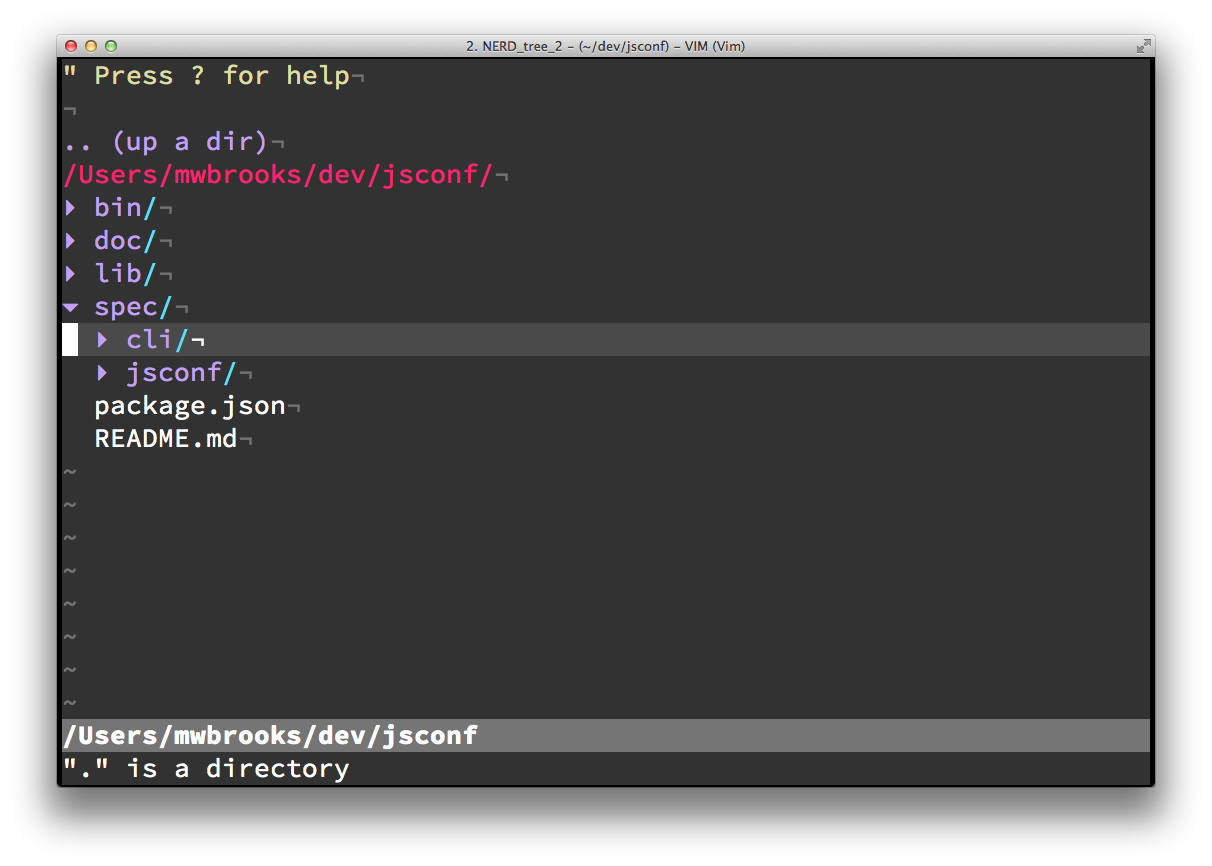 2. NERD_tree_2 – (~/dev/jsconf) – VIM (Vim)
" Press ? for help¬
¬
.. (up a dir)¬
/Users/mwbrooks/dev/jsconf/¬
▸ bin/¬
▸ doc/¬
▸ lib/¬
▾ spec/¬
  ▸ cli/¬
  ▸ jsconf/¬
  package.json¬
  README.md¬
~
~
~
~
~
~
~
~
/Users/mwbrooks/dev/jsconf
"." is a directory